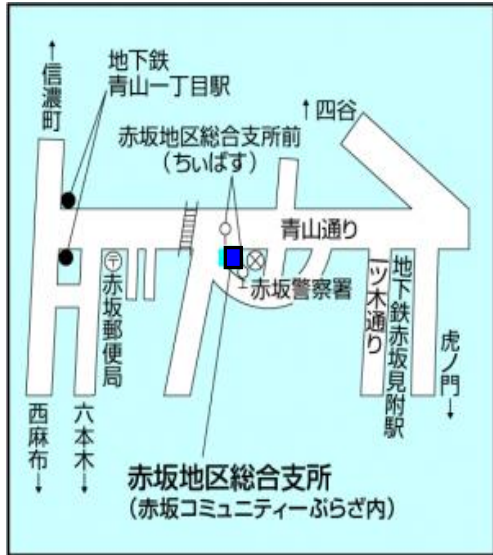 ↑信濃町
地下鉄
青山一丁目駅
↑四谷
赤坂地区総合支所前
(ちぃばす)
青山通り
〒
赤坂郵便局
赤坂警察署
一ツ木通り
地下鉄赤坂見附駅
虎ノ門↓
西麻布↓
六本木↓
赤坂地区総合支所
(赤坂コミュニティーぷらざ内)